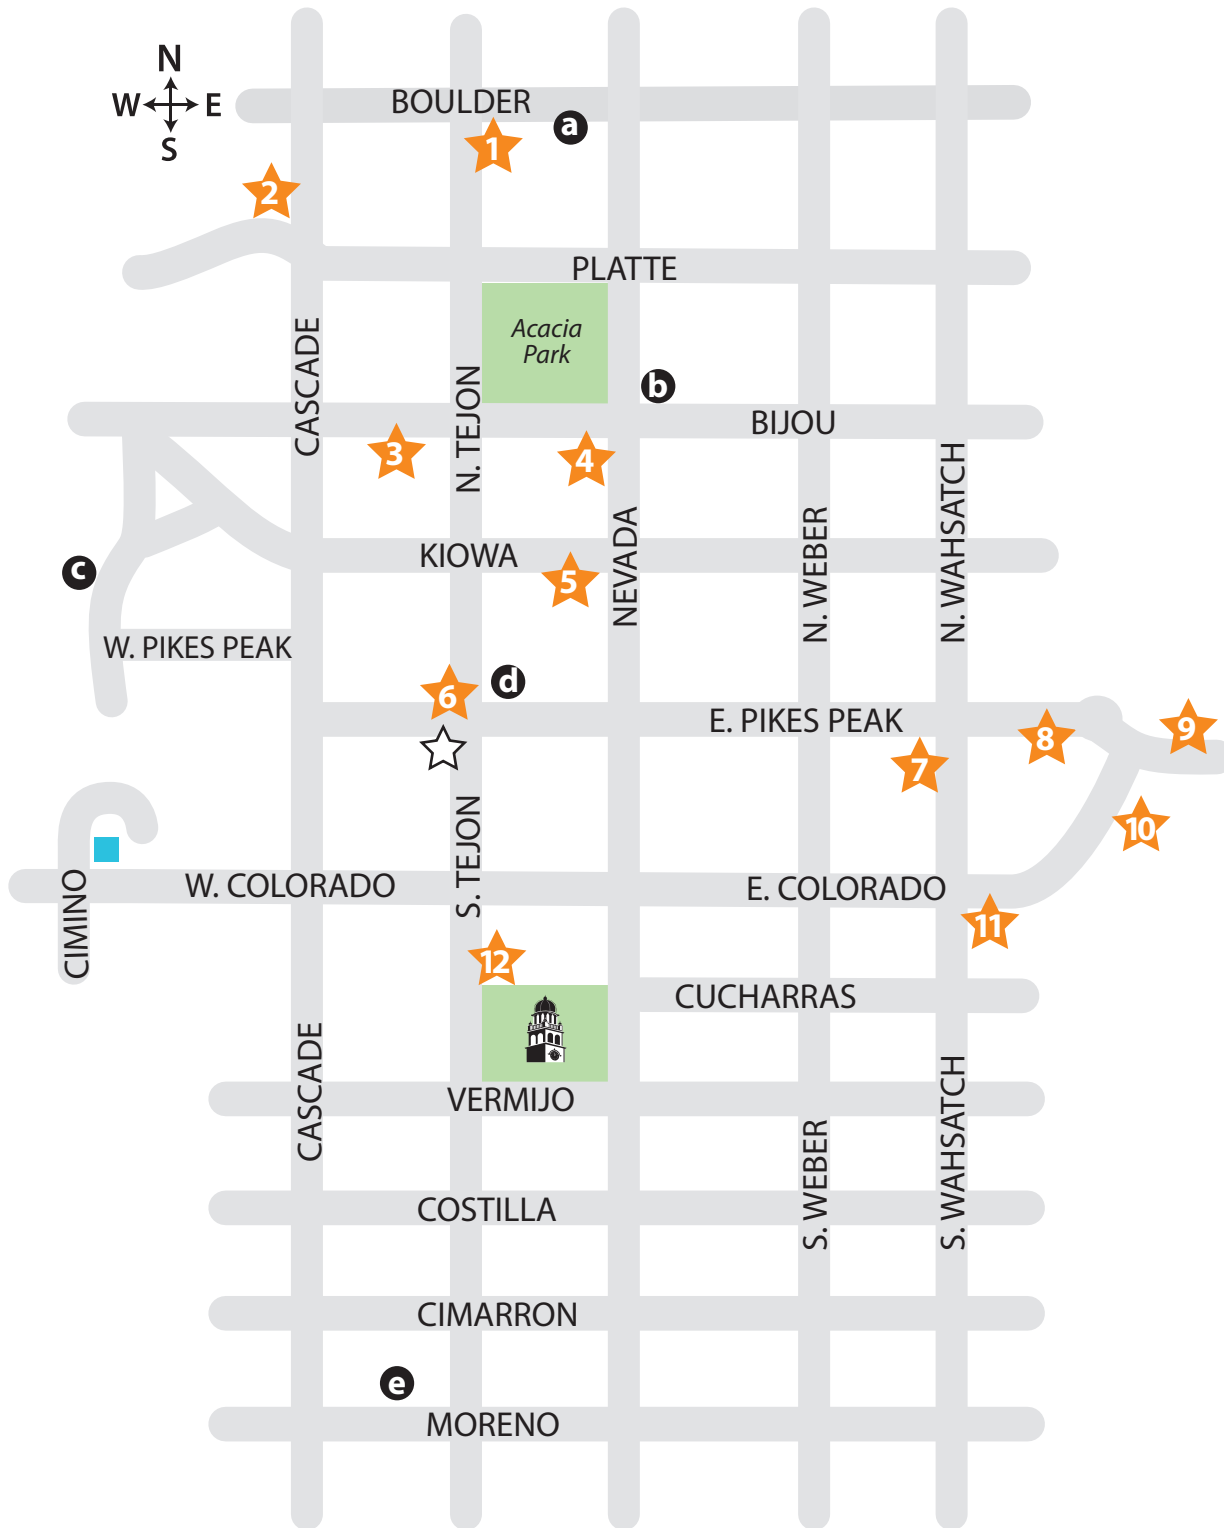 N
W E
S
BOULDER
a
1
2
PLATTE
Acacia
Park
CASCADE
N. TEJON
b
BIJOU
3
4
N. WAHSATCH
NEVADA
N. WEBER
KIOWA
c
5
W. PIKES PEAK
6
d
E. PIKES PEAK
7
8
9
10
S. TEJON
CIMINO
W. COLORADO
E. COLORADO
11
12
CUCHARRAS
CASCADE
VERMIJO
S. WEBER
S. WAHSATCH
COSTILLA
CIMARRON
e
MORENO